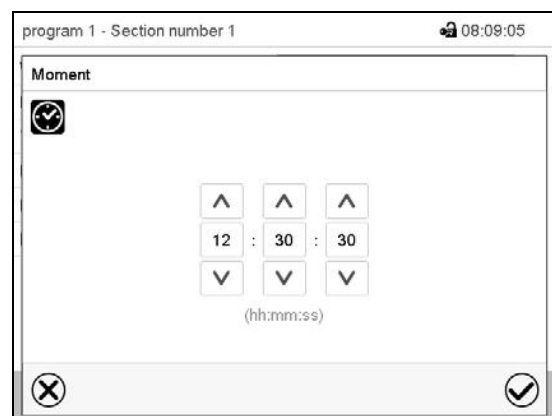 program 1 - Section number 1 08:09:05
Moment
12 : 30 : 30
(hh:mm:ss)